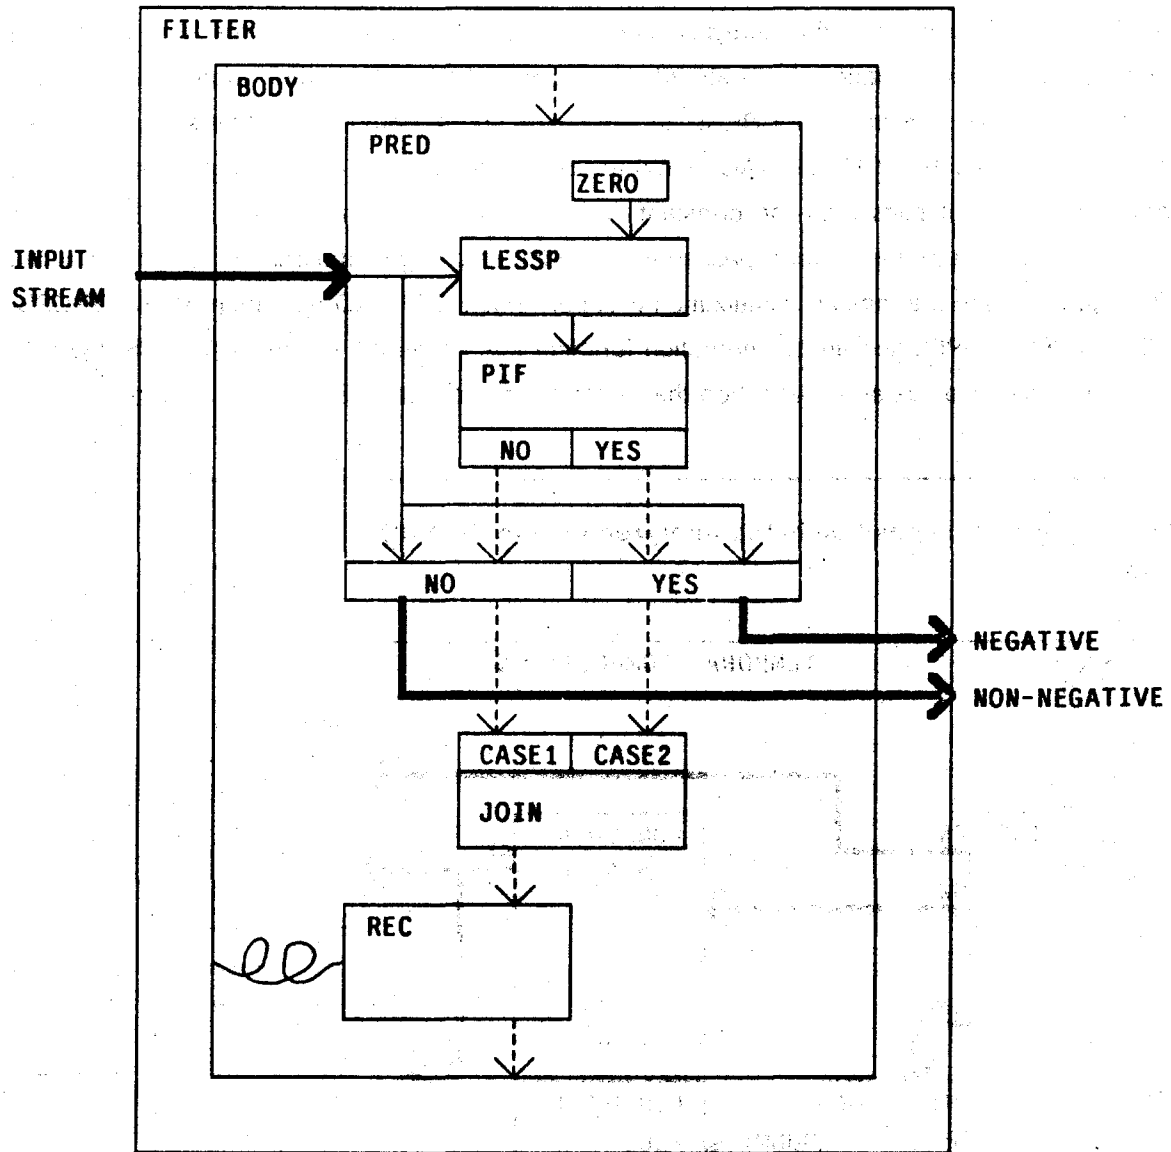 FILTER
BODY
PRED
ZERO
LESSP
INPUT
STREAM
PIF
NO YES
NO YES
NEGATIVE
NON-NEGATIVE
CASE1 CASE2
JOIN
REC